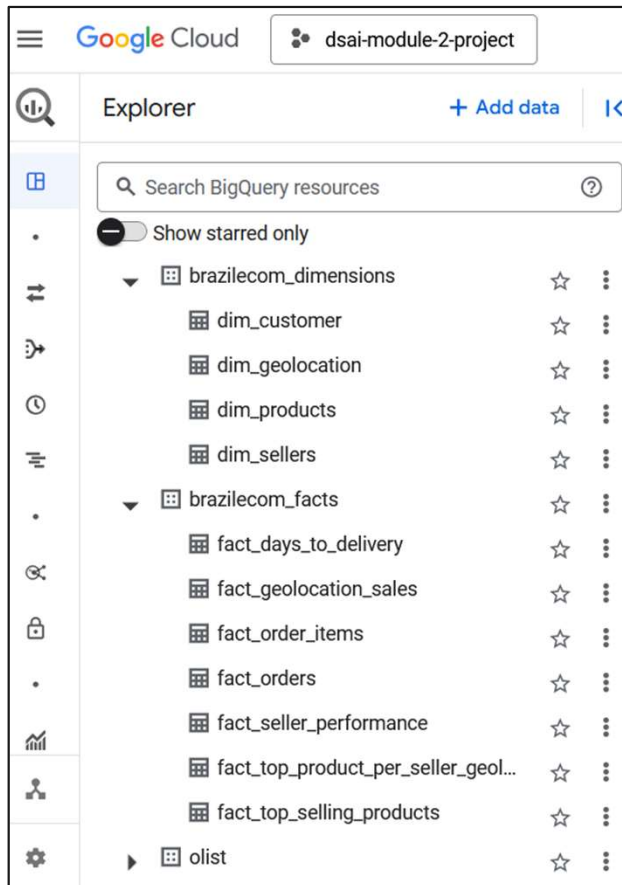 Google Cloud dsai-module-2-project
Explorer + Add data
Search BigQuery resources
Show starred only
brazilecom_dimensions
dim_customer
dim_geolocation
dim_products
dim_sellers
brazilecom_facts
fact_days_to_delivery
fact_geolocation_sales
fact_order_items
fact_orders
fact_seller_performance
fact_top_product_per_seller_geol...
fact_top_selling_products
olist